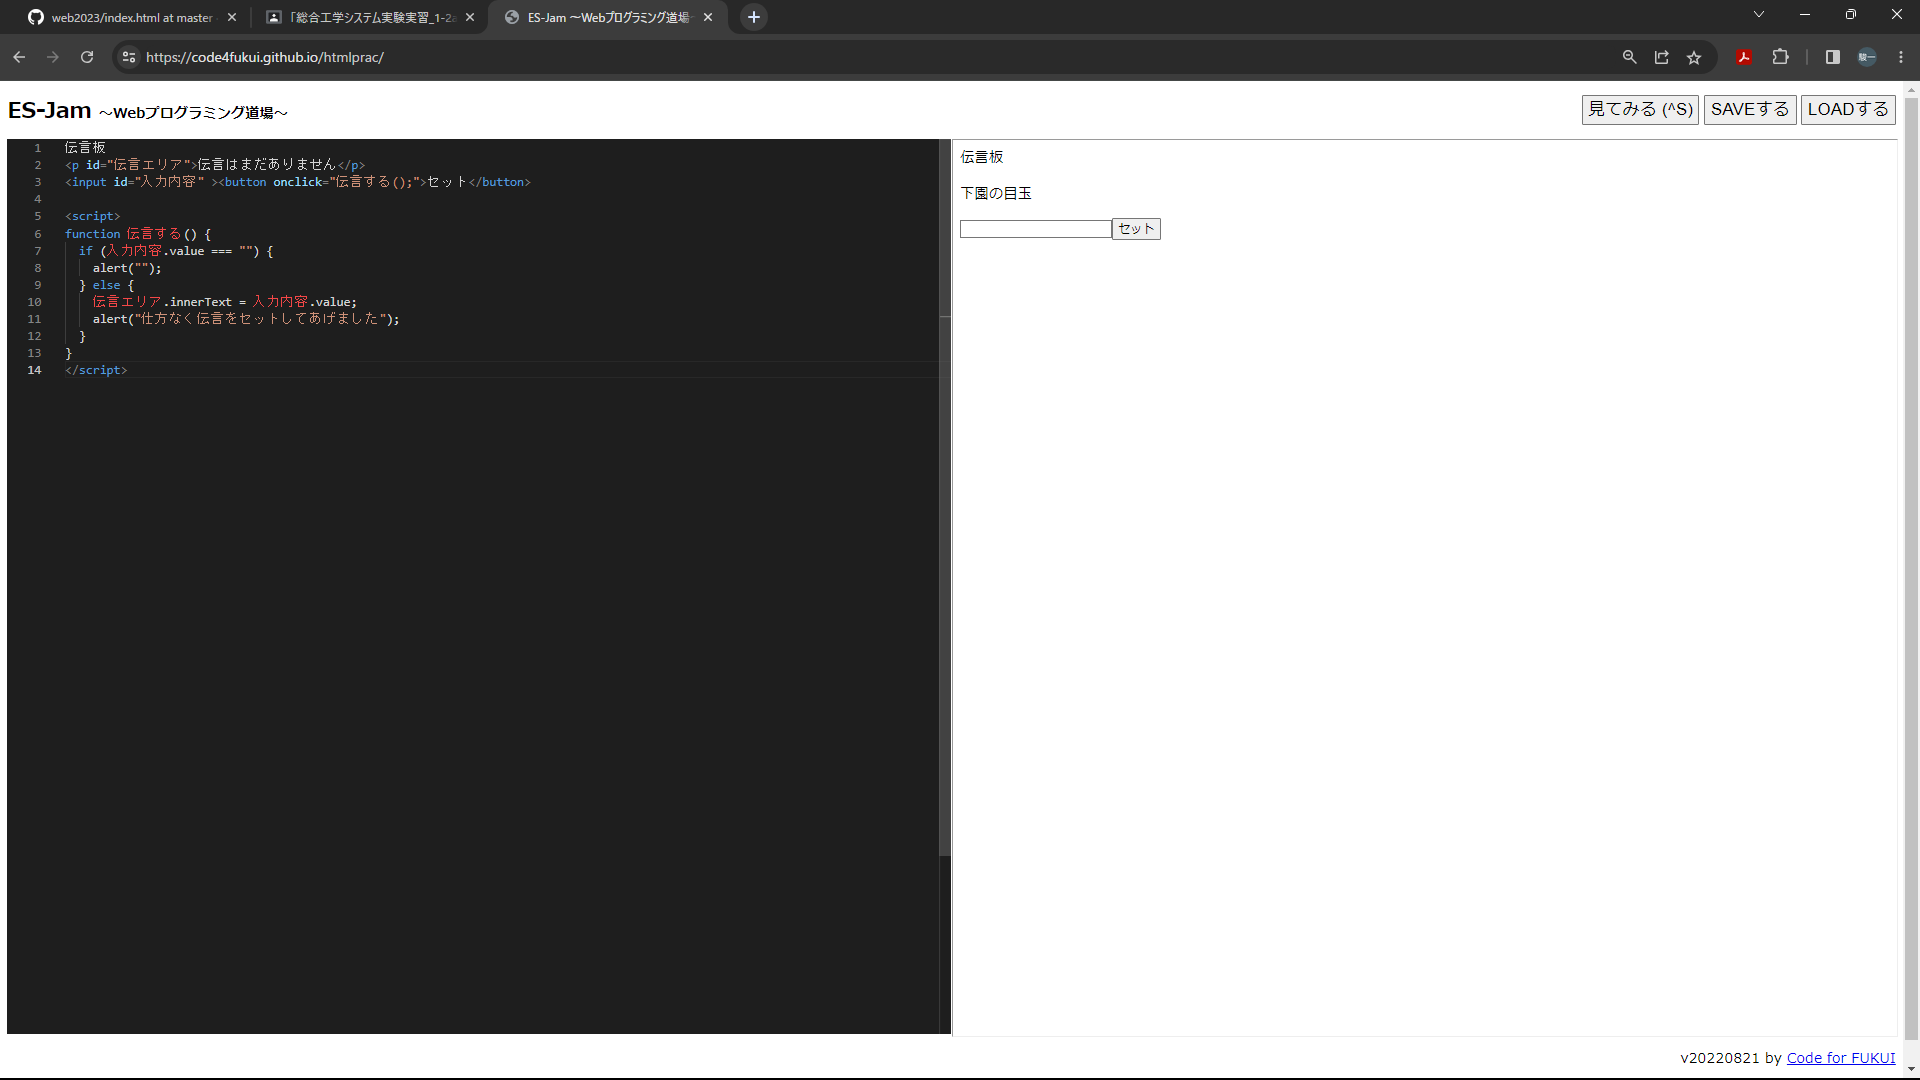 web2023/index.html at master
「総合工学システム実験実習_1-2a
ES-Jam 〜Webプログラミング道場〜
https://code4fukui.github.io/htmlprac/
ES-Jam 〜Webプログラミング道場〜
見てみる (^S) SAVEする LOADする
1 伝言板
2 <p id="伝言エリア">伝言はまだありません</p>
3 <input id="入力内容" ><button onclick="伝言する();">セット</button>
4
5 <script>
6 function 伝言する() {
7 if (入力内容.value === "") {
8 alert("");
9 } else {
10 伝言エリア.innerText = 入力内容.value;
11 alert("仕方なく伝言をセットしてあげました");
12 }
13 }
14 </script>
伝言板
下園の目玉
セット
v20220821 by Code for FUKUI